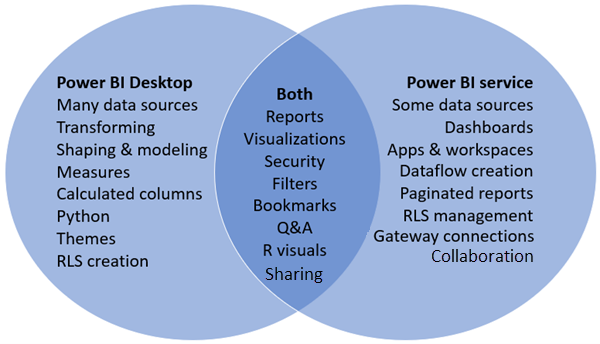 Power BI Desktop
Many data sources
Transforming
Shaping & modeling
Measures
Calculated columns
Python
Themes
RLS creation
Both
Reports
Visualizations
Security
Filters
Bookmarks
Q&A
R visuals
Sharing
Power BI service
Some data sources
Dashboards
Apps & workspaces
Dataflow creation
Paginated reports
RLS management
Gateway connections
Collaboration